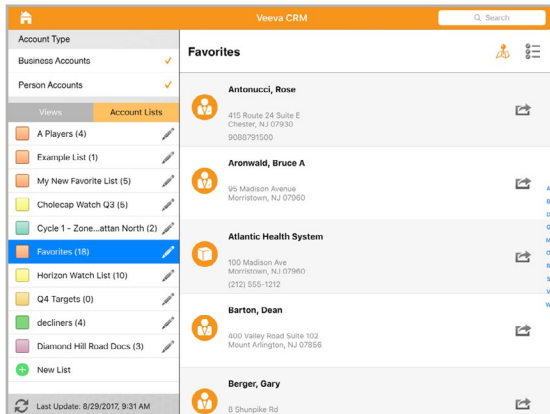 Veeva CRM
Search
Account Type
Business Accounts
Person Accounts
Views
Account Lists
A Players (4)
Example List (1)
My New Favorite List (5)
Cholecap Watch Q3 (5)
Cycle 1 - Zone...attan North (2)
Favorites (18)
Horizon Watch List (10)
Q4 Targets (0)
decliners (4)
Diamond Hill Road Docs (3)
New List
Last Update: 8/29/2017, 9:31 AM
Favorites
Antonucci, Rose
415 Route 24 Suite E
Chester, NJ 07930
9088791500
Aronwald, Bruce A
95 Madison Avenue
Morristown, NJ 07960
Atlantic Health System
100 Madison Ave
Morristown, NJ 07960
(212) 555-1212
Barton, Dean
400 Valley Road Suite 102
Mount Arlington, NJ 07856
Berger, Gary
8 Shunpike Rd
A
B
G
M
O
R
S
V
W